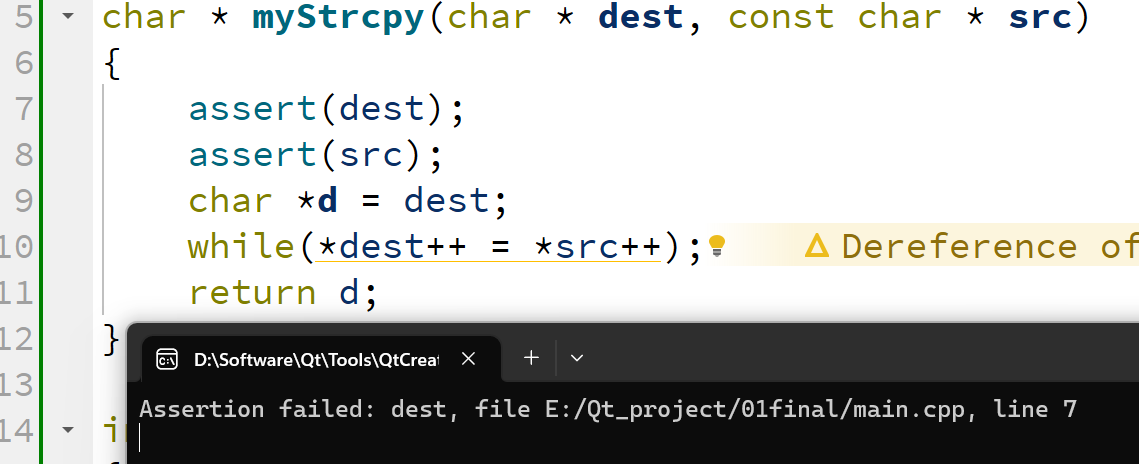 5 char * myStrcpy(char * dest, const char * src)
6 {
7 assert(dest);
8 assert(src);
9 char *d = dest;
10 while(*dest++ = *src++); Dereference of
11 return d;
12 }
D:\Software\Qt\Tools\QtCreat
13
Assertion failed: dest, file E:/Qt_project/01final/main.cpp, line 7
14